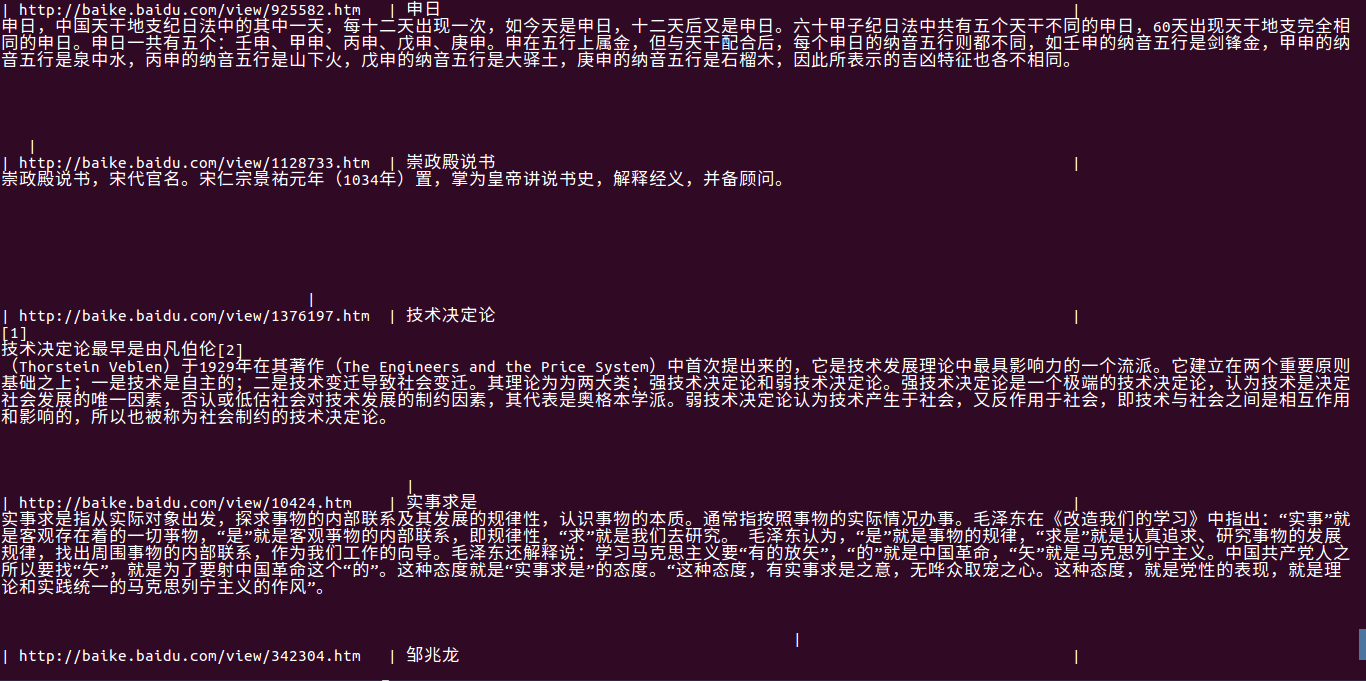 | http://baike.baidu.com/view/925582.htm | 申日 |
申日，中国天干地支纪日法中的其中一天，每十二天出现一次，如今天是申日，十二天后又是申日。六十甲子纪日法中共有五个天干不同的申日，60天出现天干地支完全相
同的申日。申日一共有五个：壬申、甲申、丙申、戊申、庚申。申在五行上属金，但与天干配合后，每个申日的纳音五行则都不同，如壬申的纳音五行是剑锋金，甲申的纳
音五行是泉中水，丙申的纳音五行是山下火，戊申的纳音五行是大驿土，庚申的纳音五行是石榴木，因此所表示的吉凶特征也各不相同。
|
| http://baike.baidu.com/view/1128733.htm | 崇政殿说书 |
崇政殿说书，宋代官名。宋仁宗景祐元年（1034年）置，掌为皇帝讲说书史，解释经义，并备顾问。
|
| http://baike.baidu.com/view/1376197.htm | 技术决定论 |
[1]
技术决定论最早是由凡伯伦[2]
（Thorstein Veblen）于1929年在其著作（The Engineers and the Price System）中首次提出来的，它是技术发展理论中最具影响力的一个流派。它建立在两个重要原则
基础之上；一是技术是自主的；二是技术变迁导致社会变迁。其理论为为两大类；强技术决定论和弱技术决定论。强技术决定论是一个极端的技术决定论，认为技术是决定
社会发展的唯一因素，否认或低估社会对技术发展的制约因素，其代表是奥格本学派。弱技术决定论认为技术产生于社会，又反作用于社会，即技术与社会之间是相互作用
和影响的，所以也被称为社会制约的技术决定论。
|
| http://baike.baidu.com/view/10424.htm | 实事求是 |
实事求是指从实际对象出发，探求事物的内部联系及其发展的规律性，认识事物的本质。通常指按照事物的实际情况办事。毛泽东在《改造我们的学习》中指出：“实事”就
是客观存在着的一切事物，“是”就是客观事物的内部联系，即规律性，“求”就是我们去研究。 毛泽东认为，“是”就是事物的规律，“求是”就是认真追求、研究事物的发展
规律，找出周围事物的内部联系，作为我们工作的向导。毛泽东还解释说：学习马克思主义要“有的放矢”，“的”就是中国革命，“矢”就是马克思列宁主义。中国共产党人之
所以要找“矢”，就是为了要射中国革命这个“的”。这种态度就是“实事求是”的态度。“这种态度，有实事求是之意，无哗众取宠之心。这种态度，就是党性的表现，就是理
论和实践统一的马克思列宁主义的作风”。
|
| http://baike.baidu.com/view/342304.htm | 邹兆龙 |